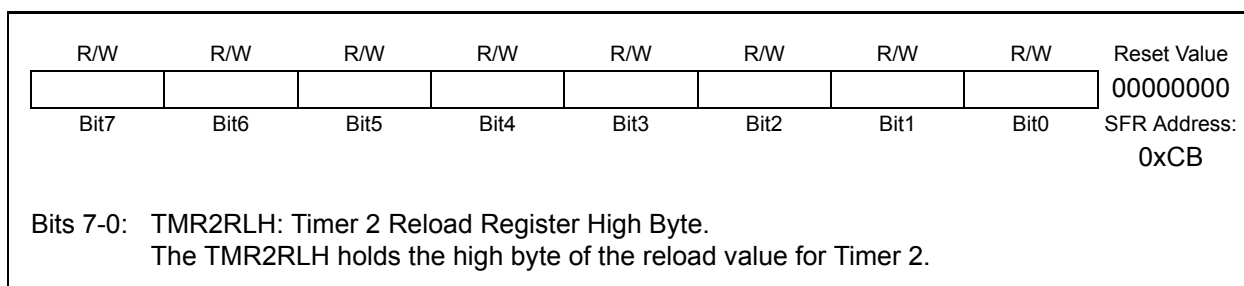 R/W R/W R/W R/W R/W R/W R/W R/W Reset Value
00000000
Bit7 Bit6 Bit5 Bit4 Bit3 Bit2 Bit1 Bit0 SFR Address:
0xCB
Bits 7-0: TMR2RLH: Timer 2 Reload Register High Byte.
The TMR2RLH holds the high byte of the reload value for Timer 2.